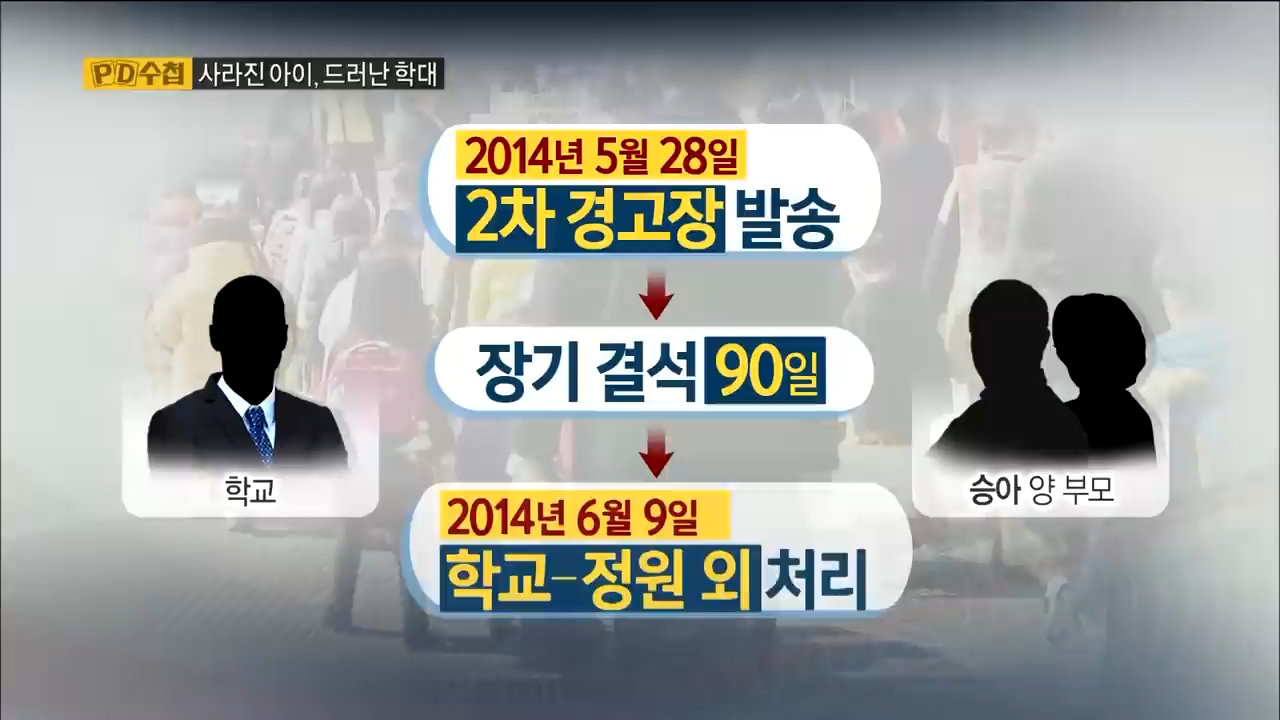 PD수첩 사라진 아이, 드러난 학대
2014년 5월 28일
2차 경고장 발송
장기 결석 90일
학교
승아 양 부모
2014년 6월 9일
학교-정원 외 처리